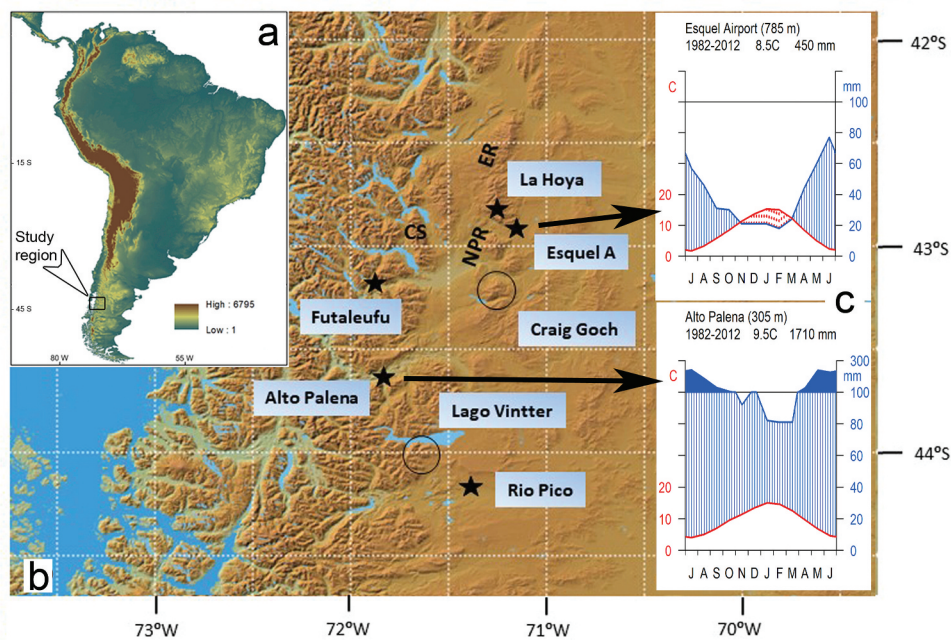 a
15 S
Study
region
45 S
High : 6795
Low : 1
80 W
55 W
b
ER
La Hoya
CS
NPR
Esquel A
Futaleufu
Craig Goch
Alto Palena
Lago Vintter
Rio Pico
Esquel Airport (785 m)
1982-2012 8.5C 450 mm
C
mm
100
80
60
20
40
10
20
0
0
J A S O N D J F M A M J
C
Alto Palena (305 m)
1982-2012 9.5C 1710 mm
C
300
mm
100
80
60
20
40
10
20
0
0
J A S O N D J F M A M J
42°S
43°S
44°S
73°W
72°W
71°W
70°W